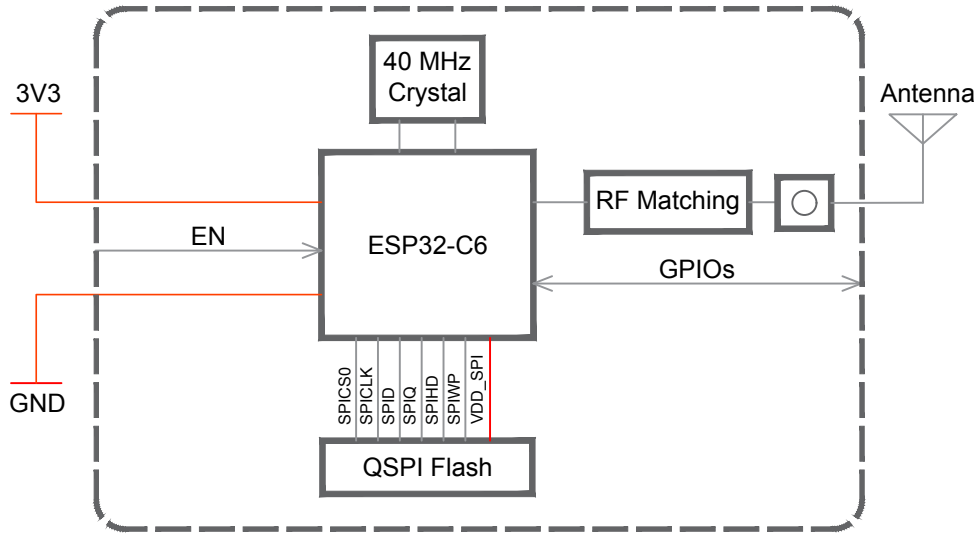 40 MHz
Crystal
3V3
Antenna
RF Matching
EN
ESP32-C6
GPIOs
SPICS0
SPICLK
SPID
SPIQ
SPIHD
SPIWP
VDD_SPI
GND
QSPI Flash